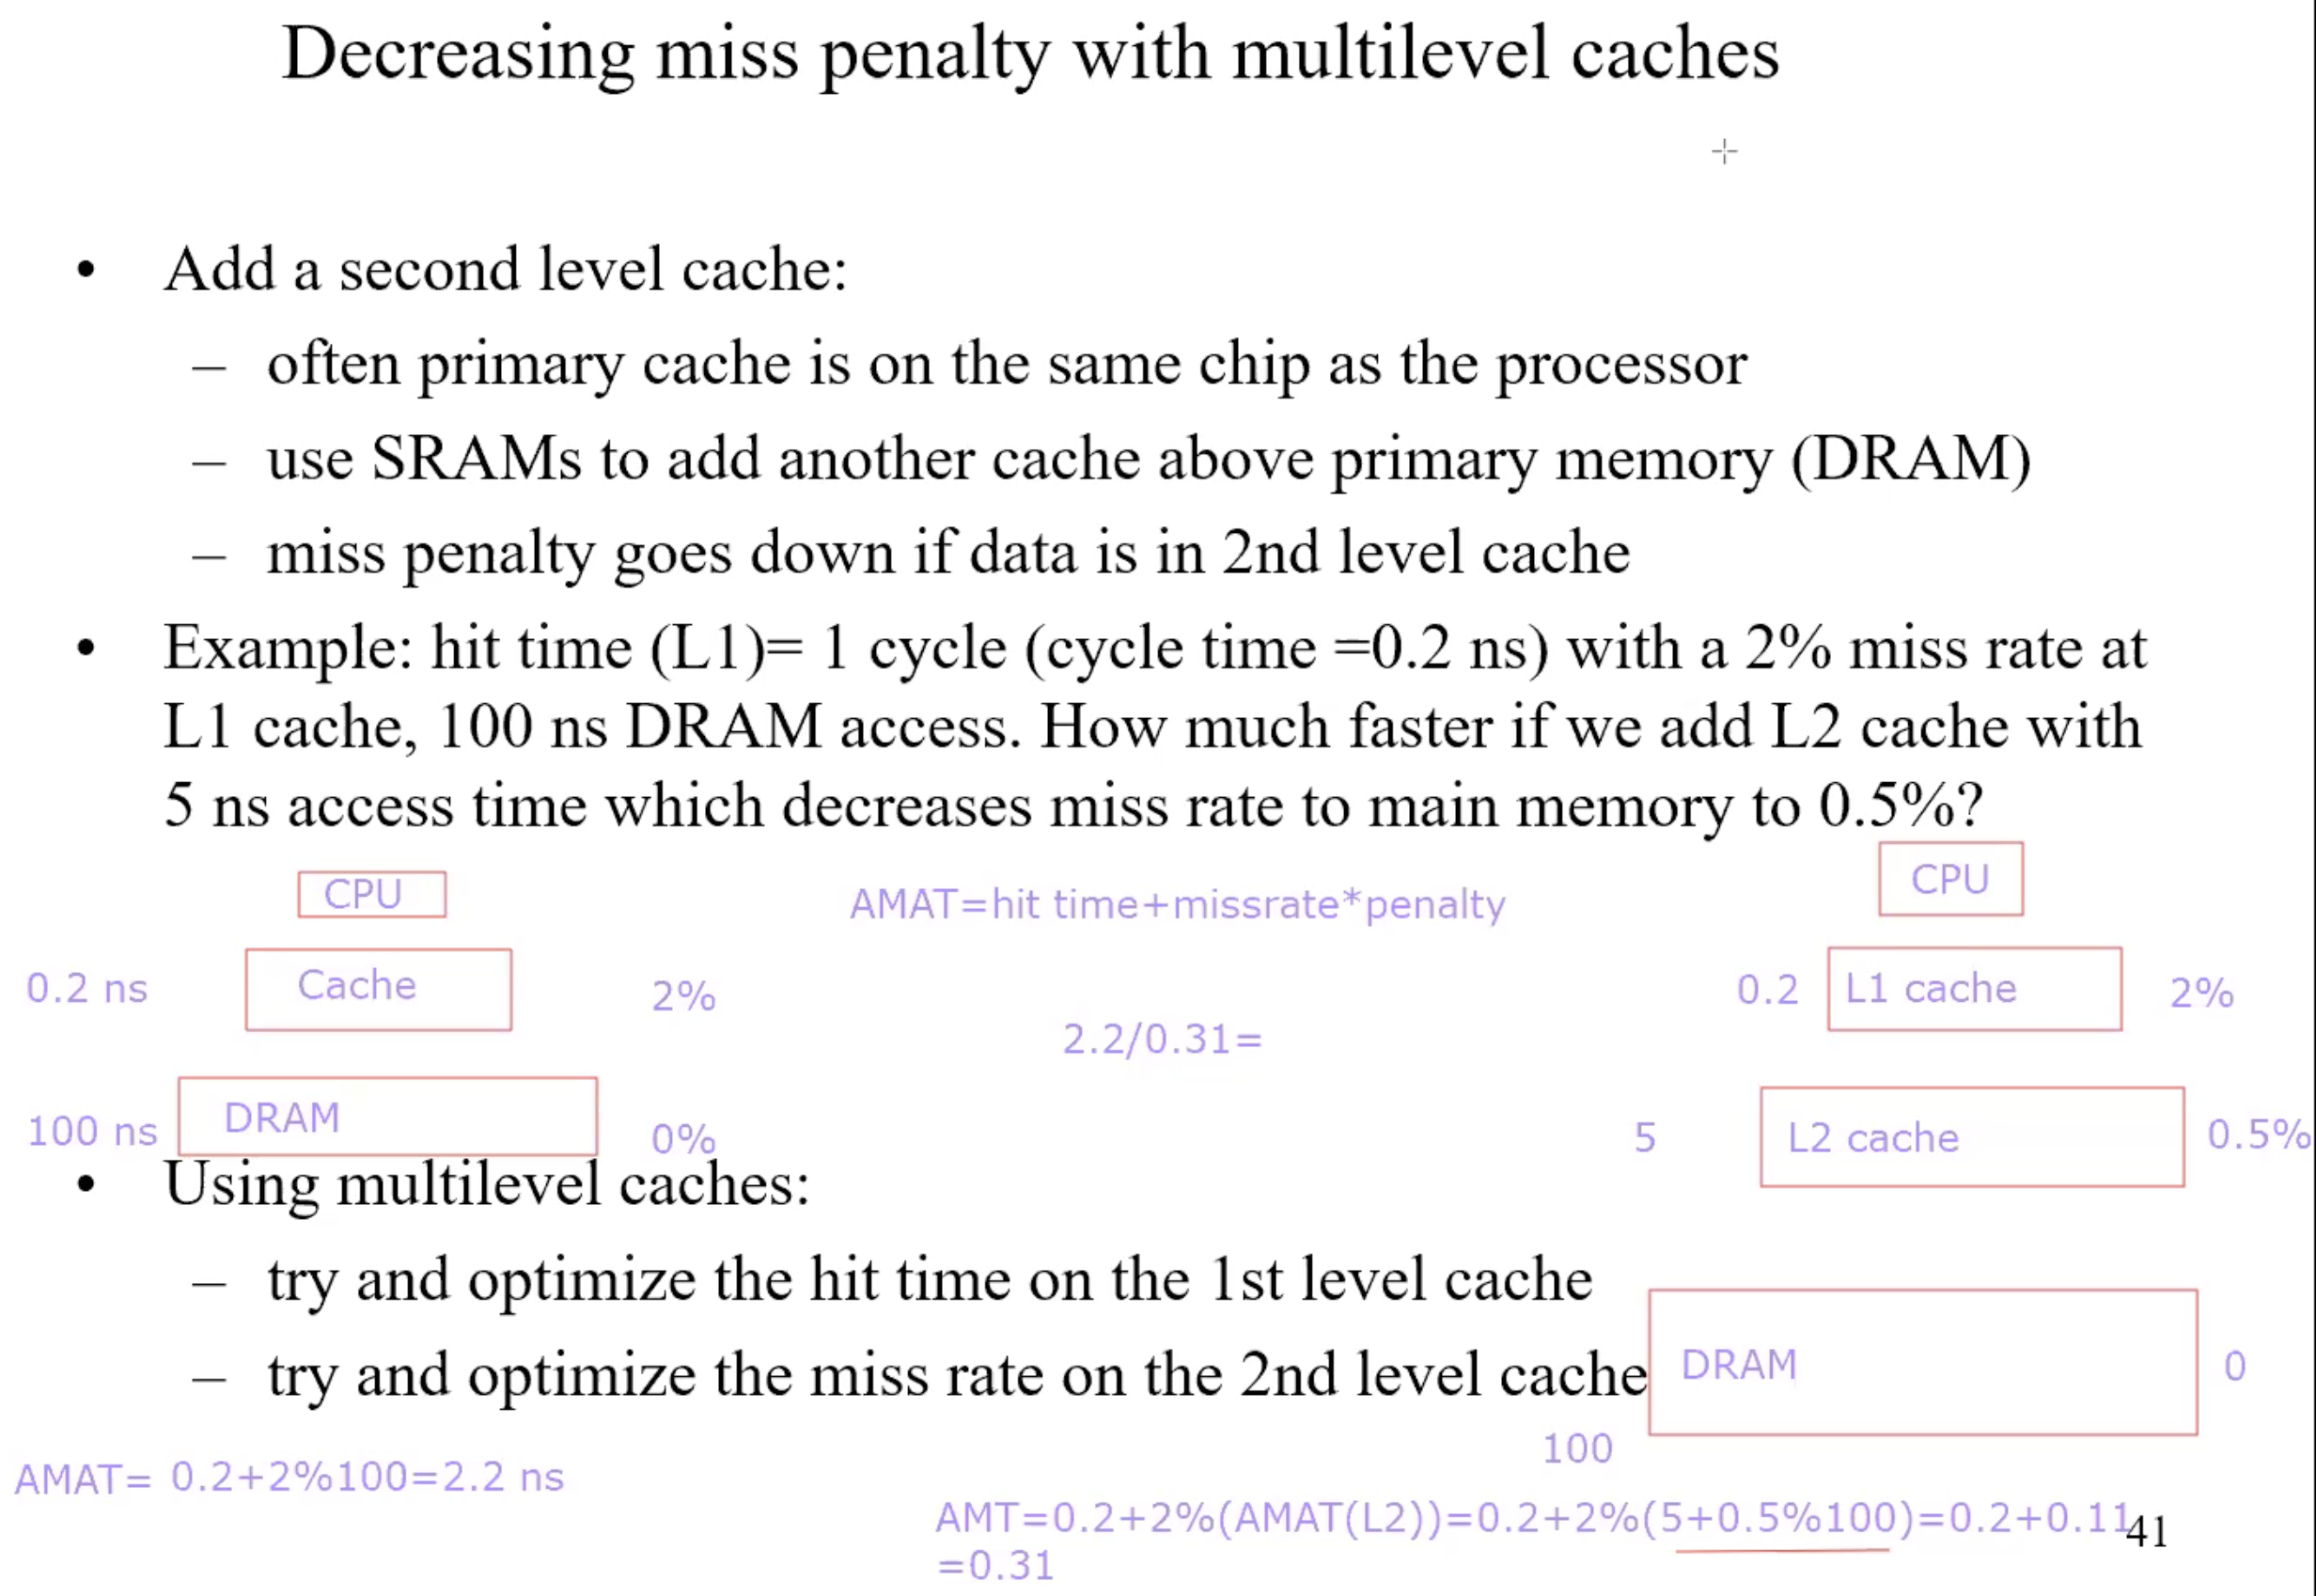 Decreasing miss penalty with multilevel caches
• Add a second level cache:
– often primary cache is on the same chip as the processor
– use SRAMs to add another cache above primary memory (DRAM)
– miss penalty goes down if data is in 2nd level cache
• Example: hit time (L1)= 1 cycle (cycle time =0.2 ns) with a 2% miss rate at
L1 cache, 100 ns DRAM access. How much faster if we add L2 cache with
5 ns access time which decreases miss rate to main memory to 0.5%?
CPU
AMAT=hit time+missrate*penalty
CPU
0.2 ns
Cache
2%
0.2
L1 cache
2%
2.2/0.31=
100 ns
DRAM
0%
5
L2 cache
0.5%
• Using multilevel caches:
– try and optimize the hit time on the 1st level cache
– try and optimize the miss rate on the 2nd level cache
DRAM
0
100
AMAT= 0.2+2%100=2.2 ns
AMT=0.2+2%(AMAT(L2))=0.2+2%(5+0.5%100)=0.2+0.11
=0.31
41